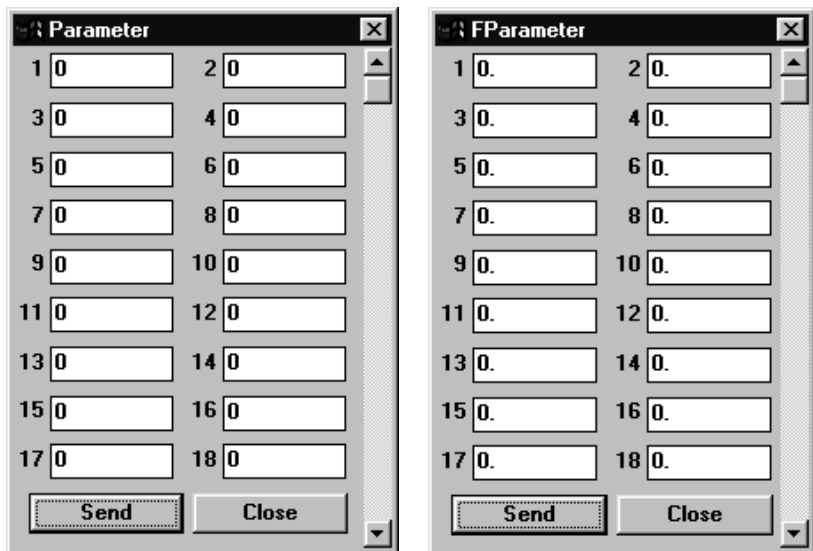 Parameter
1 0 2 0
3 0 4 0
5 0 6 0
7 0 8 0
9 0 10 0
11 0 12 0
13 0 14 0
15 0 16 0
17 0 18 0
Send Close
FParameter
1 0. 2 0.
3 0. 4 0.
5 0. 6 0.
7 0. 8 0.
9 0. 10 0.
11 0. 12 0.
13 0. 14 0.
15 0. 16 0.
17 0. 18 0.
Send Close